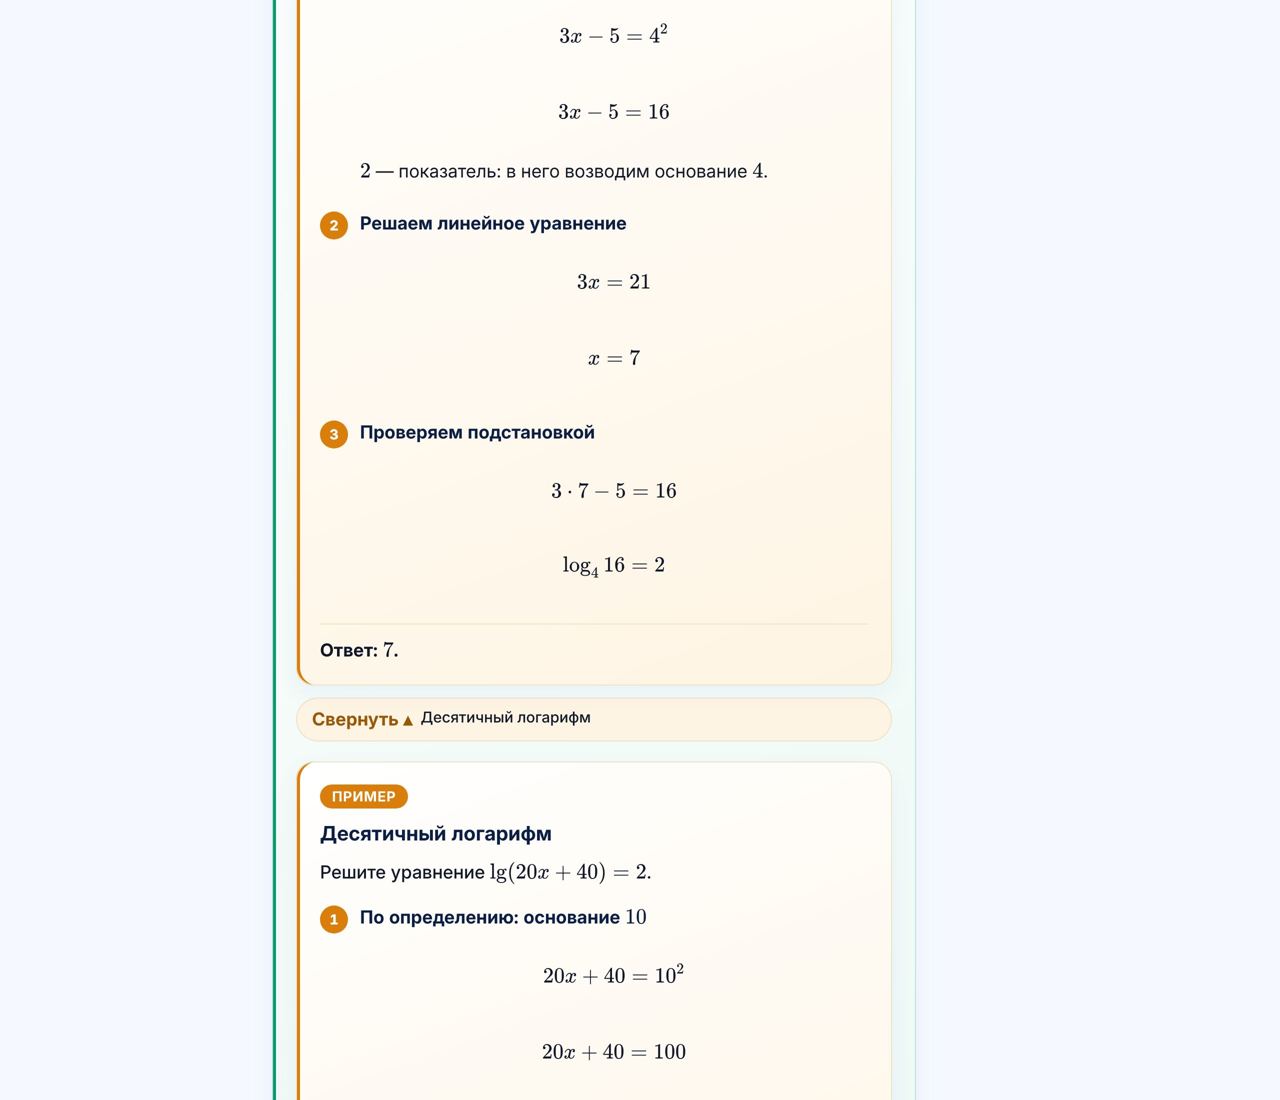 3x − 5 = 4²
3x − 5 = 16
2 — показатель: в него возводим основание 4.
2 Решаем линейное уравнение
3x = 21
x = 7
3 Проверяем подстановкой
3 · 7 − 5 = 16
log₄ 16 = 2
Ответ: 7.
Свернуть ▲ Десятичный логарифм
ПРИМЕР
Десятичный логарифм
Решите уравнение lg(20x + 40) = 2.
1 По определению: основание 10
20x + 40 = 10²
20x + 40 = 100